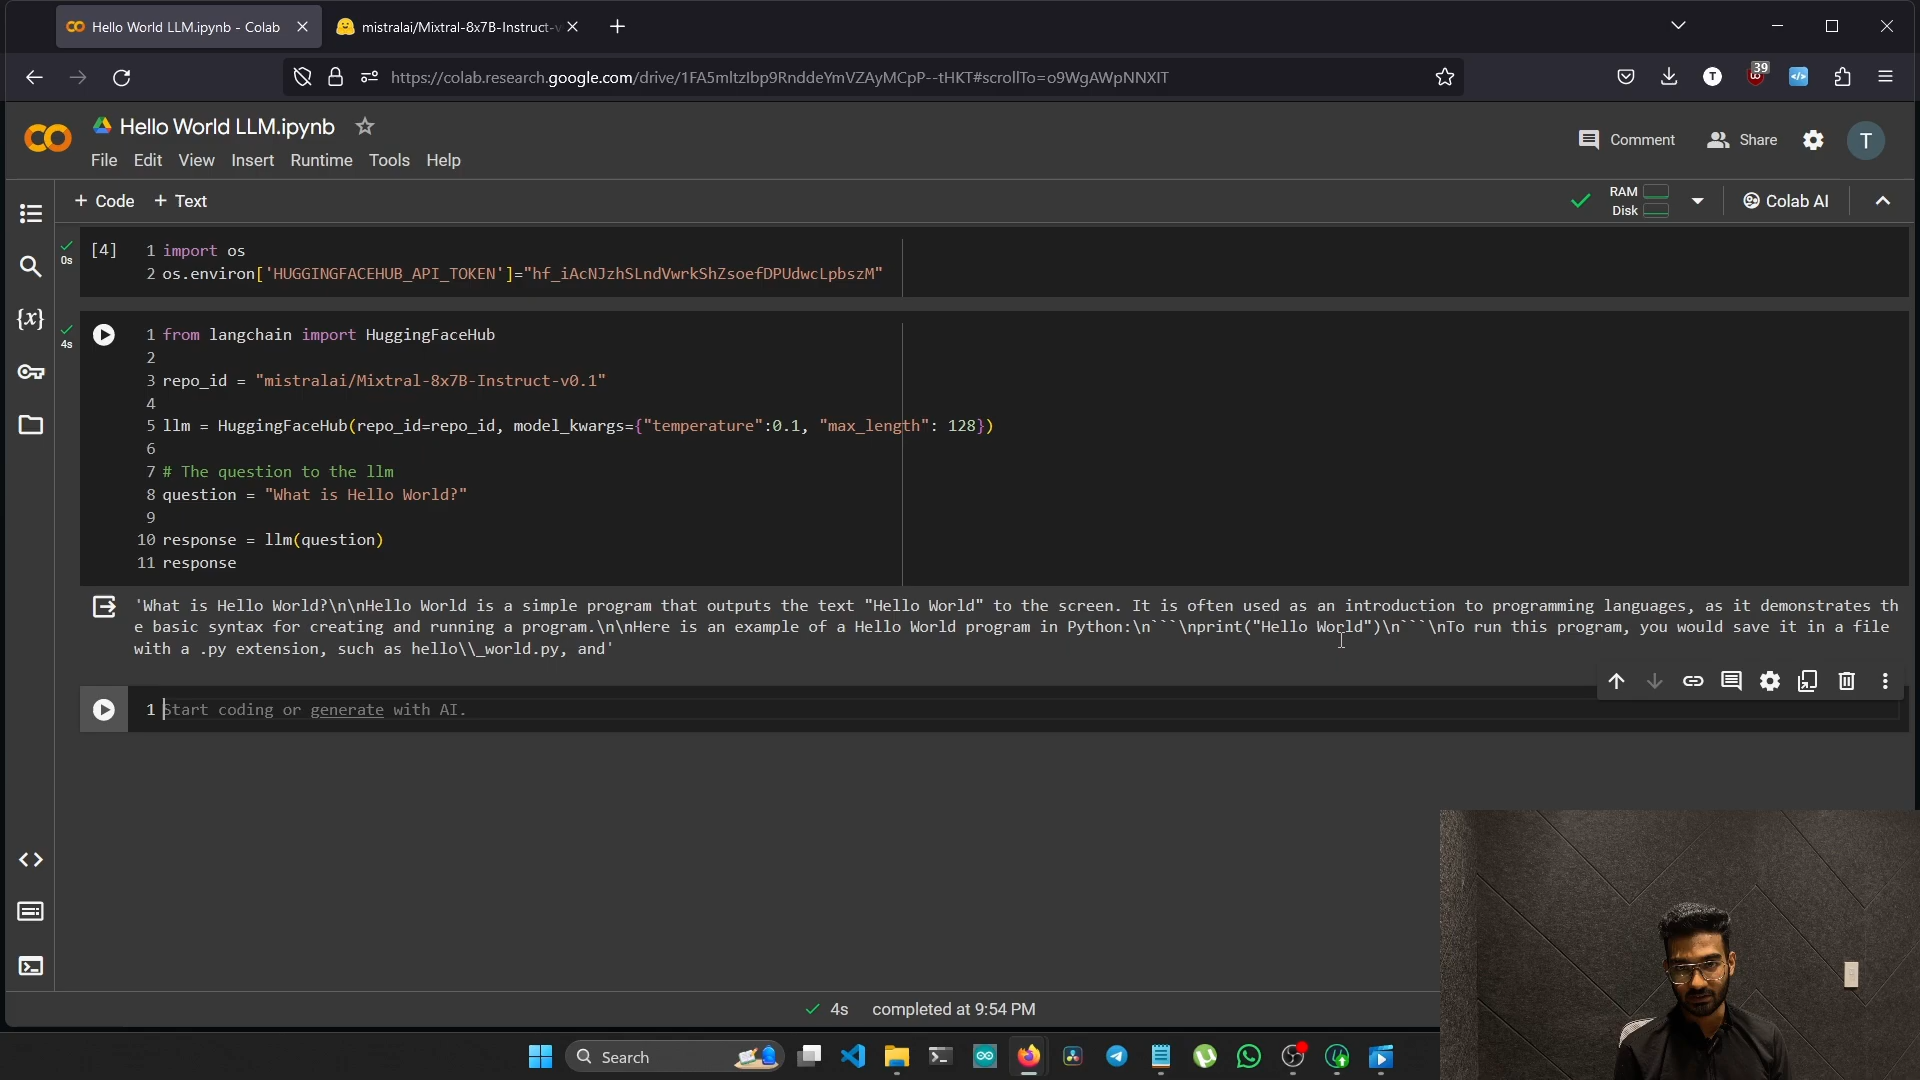 Hello World LLM.ipynb - Colab
mistralai/Mixtral-8x7B-Instruct-v
https://colab.research.google.com/drive/1FA5mltzIbp9RnddeYmVZAyMCpP--tHKT#scrollTo=o9WgAWpNNXIT
T
39
Hello World LLM.ipynb
Comment
Share
T
File Edit View Insert Runtime Tools Help
+ Code + Text
RAM
Disk
Colab AI
0s
[4]
1 import os
2 os.environ['HUGGINGFACEHUB_API_TOKEN']="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"
4s
1 from langchain import HuggingFaceHub
2
3 repo_id = "mistralai/Mixtral-8x7B-Instruct-v0.1"
4
5 llm = HuggingFaceHub(repo_id=repo_id, model_kwargs={"temperature":0.1, "max_length": 128})
6
7 # The question to the llm
8 question = "What is Hello World?"
9
10 response = llm(question)
11 response
'What is Hello World?\n\nHello World is a simple program that outputs the text "Hello World" to the screen. It is often used as an introduction to programming languages, as it demonstrates th
e basic syntax for creating and running a program.\n\nHere is an example of a Hello World program in Python:\n```\nprint("Hello World")\n```\nTo run this program, you would save it in a file
with a .py extension, such as hello\\_world.py, and'
1 Start coding or generate with AI.
4s completed at 9:54 PM
Search